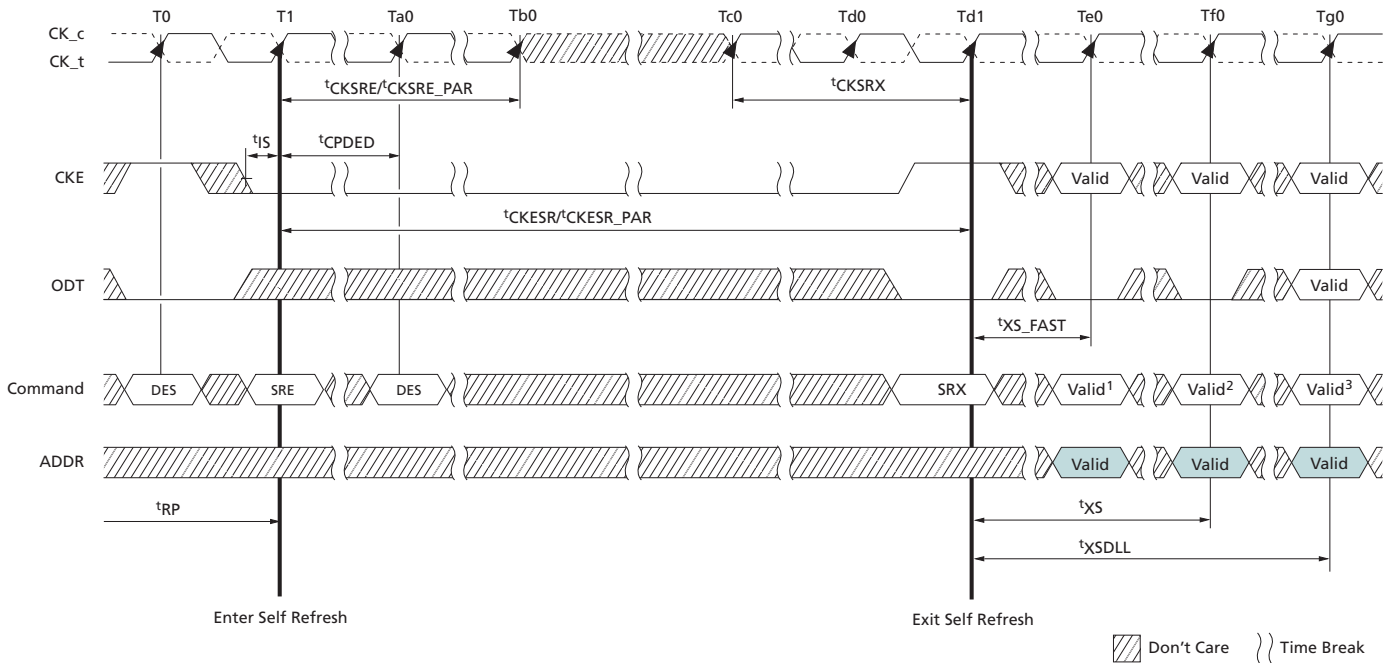 T0 T1 Ta0 Tb0 Tc0 Td0 Td1 Te0 Tf0 Tg0
CK_c
CK_t
tCKSRE/tCKSRE_PAR tCKSRX
tIS tCPDED
CKE Valid Valid Valid
tCKESR/tCKESR_PAR
ODT Valid
tXS_FAST
Command DES SRE DES SRX Valid1 Valid2 Valid3
ADDR Valid Valid Valid
tRP tXS
tXSDLL
Enter Self Refresh Exit Self Refresh
Don't Care Time Break